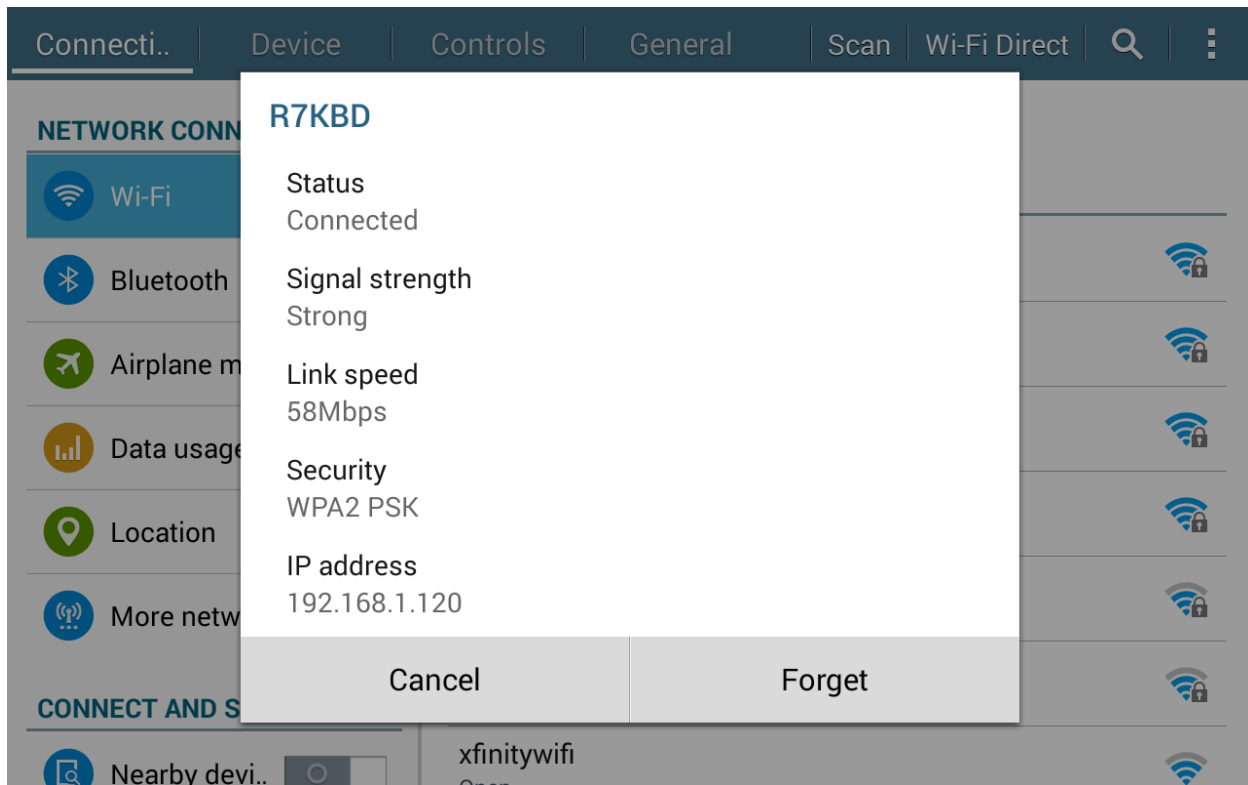 Connecti..
Device
Controls
General
Scan
Wi-Fi Direct
NETWORK CONN
Wi-Fi
Bluetooth
Airplane m
Data usage
Location
More netw
CONNECT AND S
Nearby devi..
R7KBD
Status
Connected
Signal strength
Strong
Link speed
58Mbps
Security
WPA2 PSK
IP address
192.168.1.120
Cancel
Forget
xfinitywifi
Open